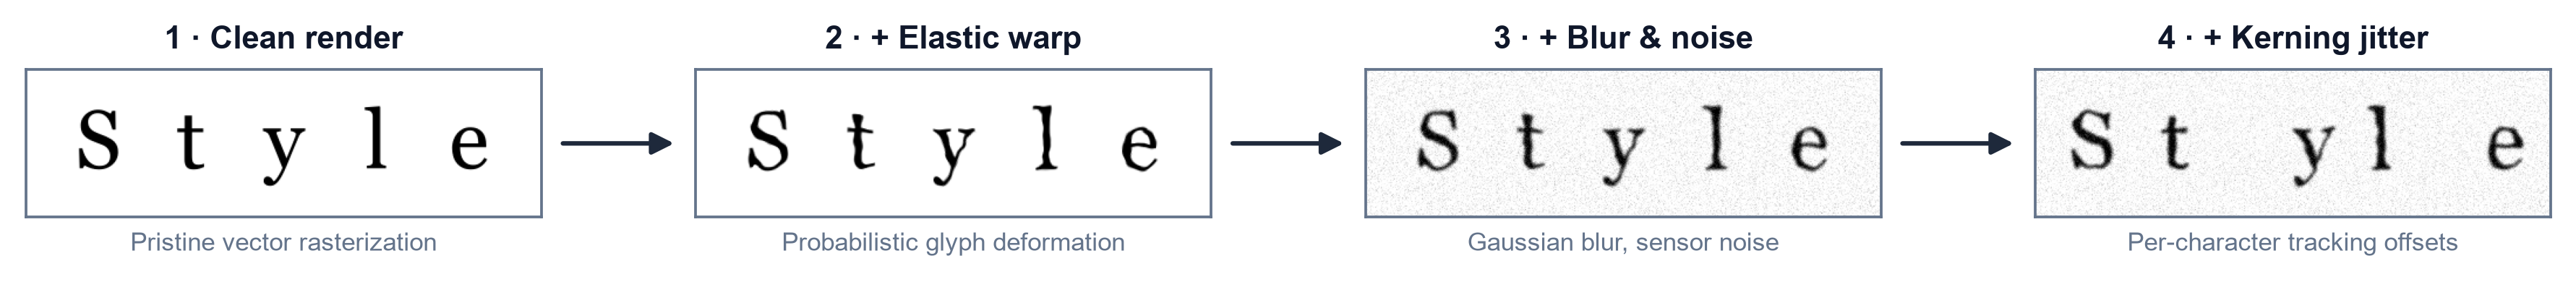 1 · Clean render
2 · + Elastic warp
3 · + Blur & noise
4 · + Kerning jitter
S t y l e
S t y l e
S t y l e
S t y l e
Pristine vector rasterization
Probabilistic glyph deformation
Gaussian blur, sensor noise
Per-character tracking offsets